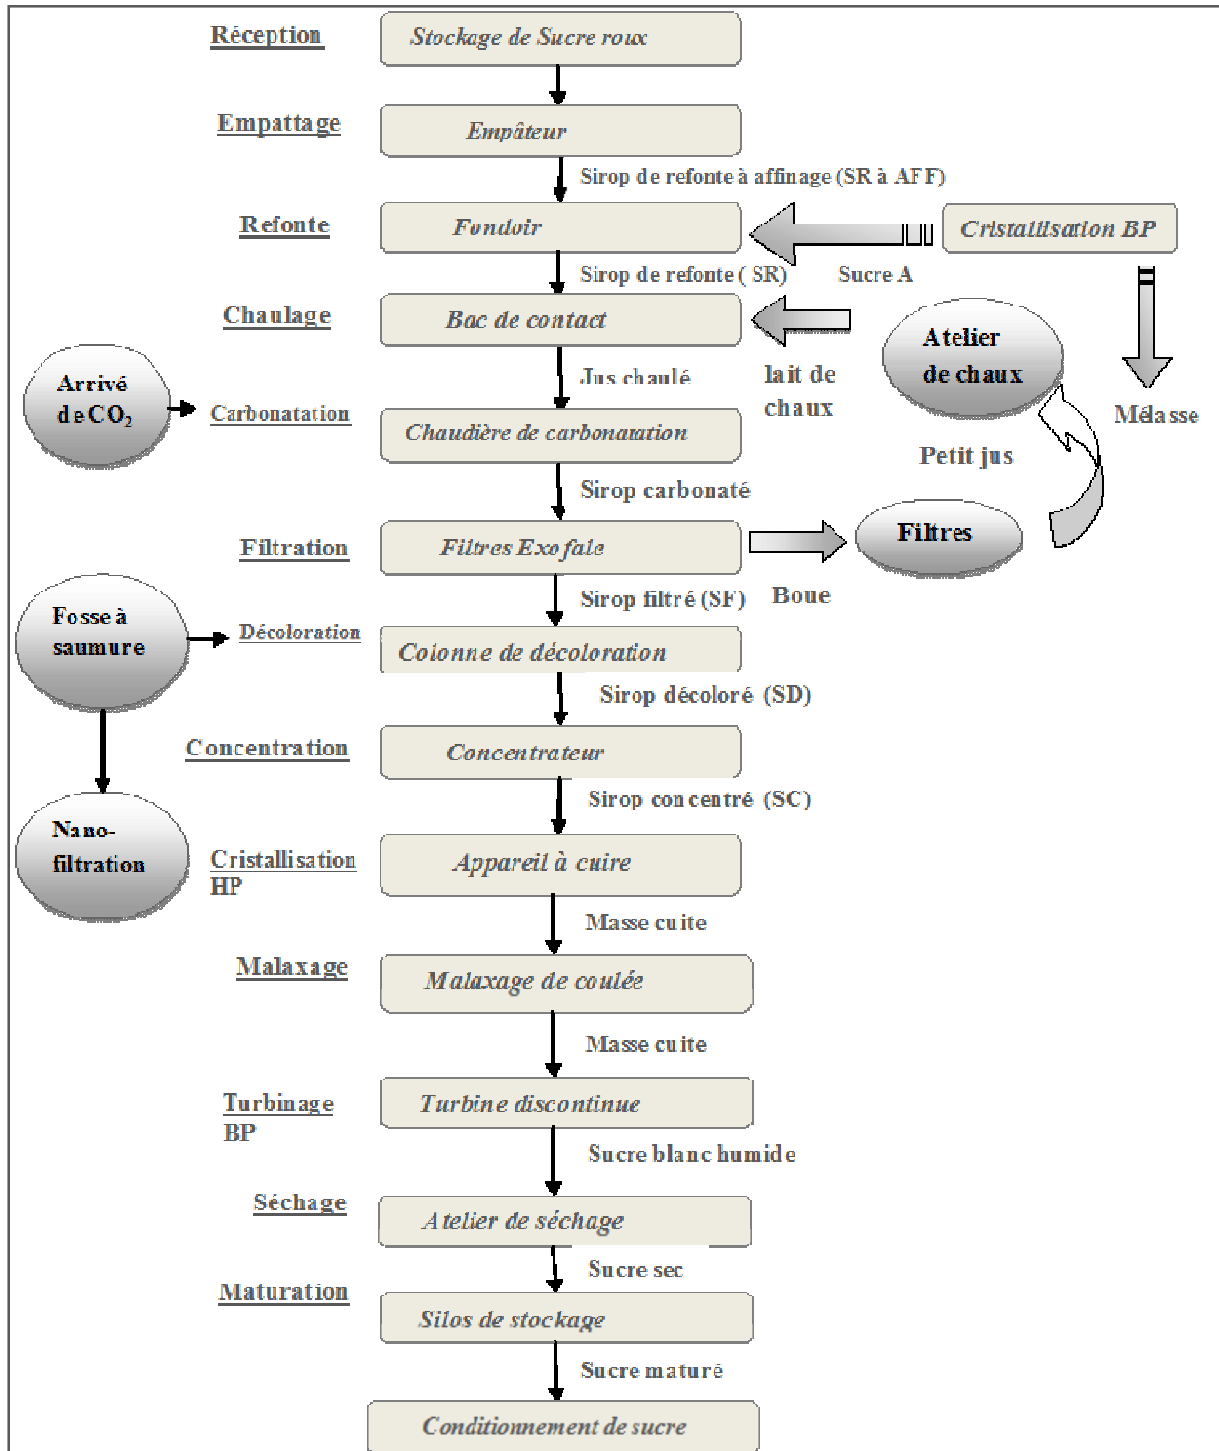 Réception
Stockage de Sucre roux
Empattage
Empâteur
Sirop de refonte à affinage (SR à AFF)
Refonte
Fondoir
Cristallisation BP
Sirop de refonte ( SR)
Sucre A
Chaulage
Bac de contact
Atelier
de chaux
Jus chaulé
lait de
chaux
Arrivé
de CO₂
Carbonatation
Mélasse
Chaudière de carbonatation
Petit jus
Sirop carbonaté
Filtration
Filtres Exofale
Filtres
Sirop filtré (SF)
Boue
Fosse à
saumure
Décoloration
Colonne de décoloration
Sirop décoloré (SD)
Concentration
Concentrateur
Sirop concentré (SC)
Nano-
filtration
Cristallisation
HP
Appareil à cuire
Masse cuite
Malaxage
Malaxage de coulée
Masse cuite
Turbinage
BP
Turbine discontinue
Sucre blanc humide
Séchage
Atelier de séchage
Sucre sec
Maturation
Silos de stockage
Sucre maturé
Conditionnement de sucre